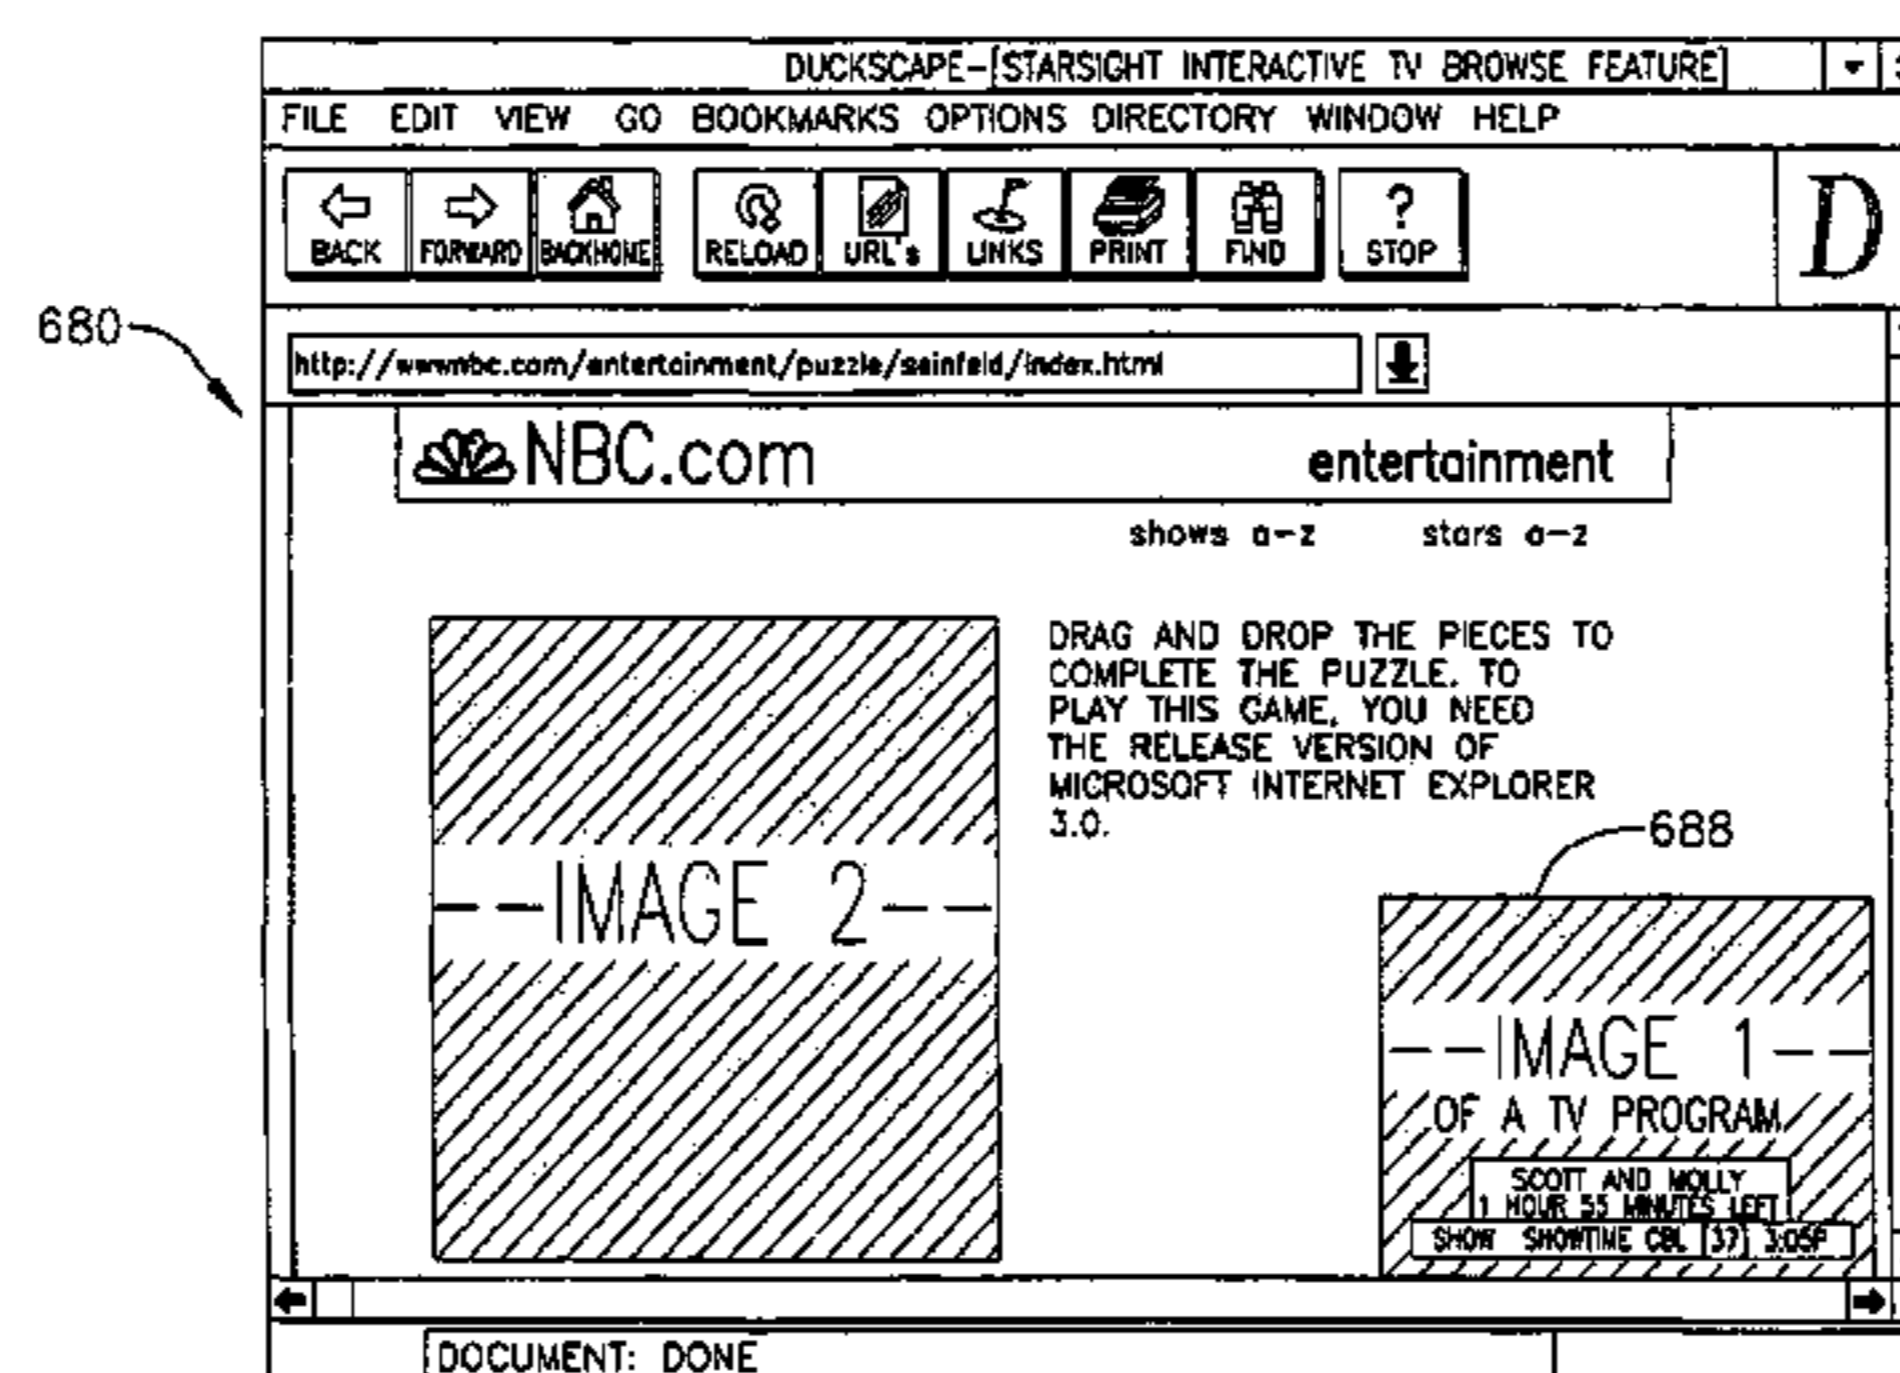 DUCKSCAPE-[STARSIGHT INTERACTIVE TV BROWSE FEATURE]
FILE EDIT VIEW GO BOOKMARKS OPTIONS DIRECTORY WINDOW HELP
BACK FORWARD BACKHOME RELOAD URL's LINKS PRINT FIND ? STOP D
680
http://wwwnbc.com/entertainment/puzzle/seinfeld/index.html
NBC.com entertainment
shows a-z stars a-z
DRAG AND DROP THE PIECES TO
COMPLETE THE PUZZLE. TO
PLAY THIS GAME, YOU NEED
THE RELEASE VERSION OF
MICROSOFT INTERNET EXPLORER
3.0.
688
IMAGE 2
IMAGE 1
OF A TV PROGRAM
SCOTT AND MOLLY
1 HOUR 55 MINUTES LEFT
SHOW SHOWTIME CBL 37 3:05P
DOCUMENT: DONE